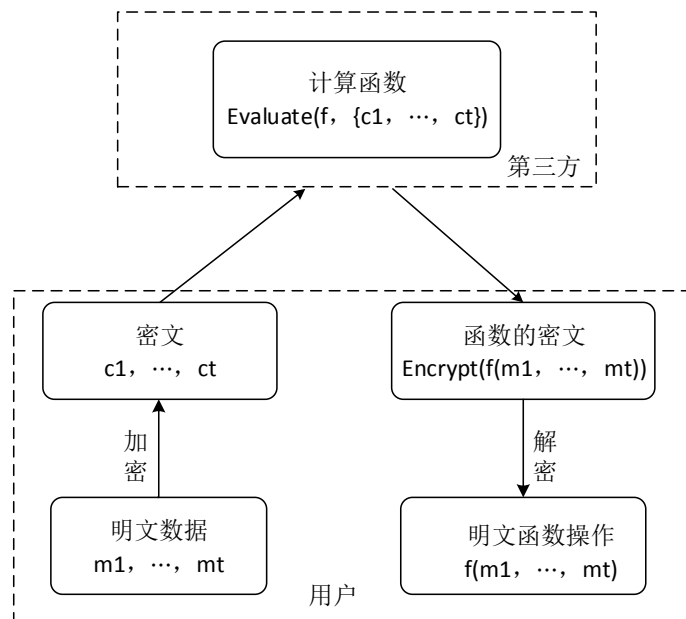 计算函数
Evaluate(f，{c1，…，ct})
第三方
密文
c1，…，ct
函数的密文
Encrypt(f(m1，…，mt))
加密
解密
明文数据
m1，…，mt
明文函数操作
f(m1，…，mt)
用户